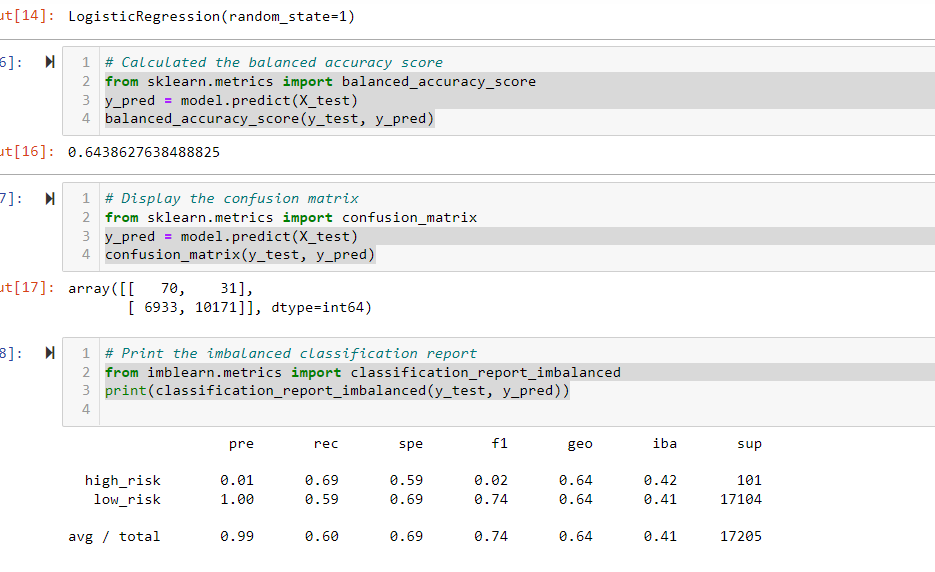 ut[14]: LogisticRegression(random_state=1)
6]: 1 # Calculated the balanced accuracy score
2 from sklearn.metrics import balanced_accuracy_score
3 y_pred = model.predict(X_test)
4 balanced_accuracy_score(y_test, y_pred)
ut[16]: 0.6438627638488825
7]: 1 # Display the confusion matrix
2 from sklearn.metrics import confusion_matrix
3 y_pred = model.predict(X_test)
4 confusion_matrix(y_test, y_pred)
ut[17]: array([[   70,    31],
[ 6933, 10171]], dtype=int64)
8]: 1 # Print the imbalanced classification report
2 from imblearn.metrics import classification_report_imbalanced
3 print(classification_report_imbalanced(y_test, y_pred))
4
pre rec spe f1 geo iba sup
high_risk 0.01 0.69 0.59 0.02 0.64 0.42 101
low_risk 1.00 0.59 0.69 0.74 0.64 0.41 17104
avg / total 0.99 0.60 0.69 0.74 0.64 0.41 17205